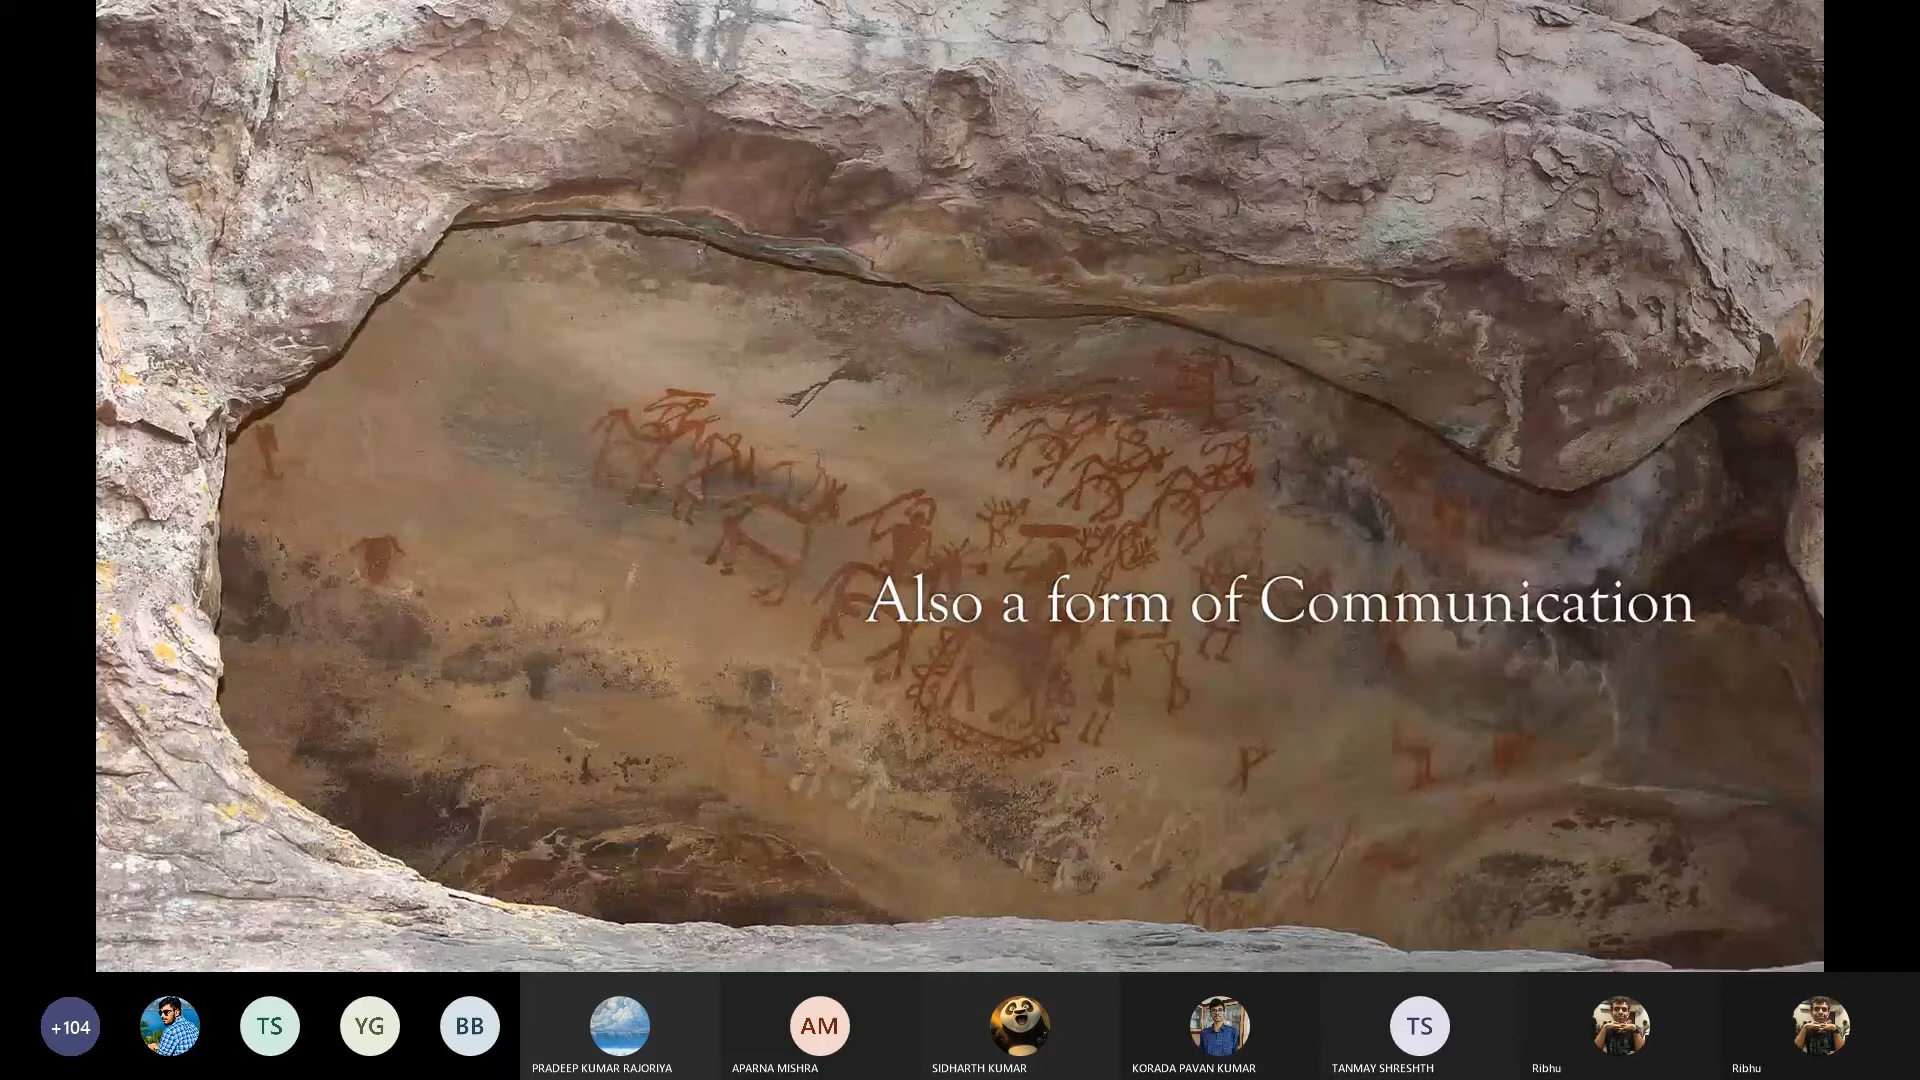 Also a form of Communication
+104
TS
YG
BB
AM
TS
PRADEEP KUMAR RAJORIYA
APARNA MISHRA
SIDHARTH KUMAR
KORADA PAVAN KUMAR
TANMAY SHRESHTH
Ribhu
Ribhu